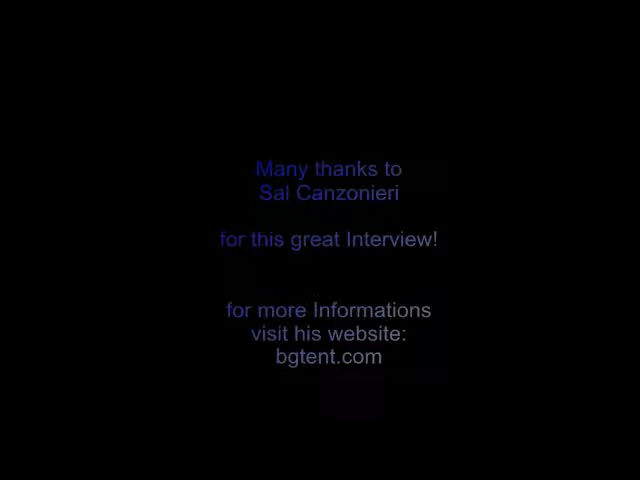 Many thanks to
Sal Canzonieri
for this great Interview!
for more Informations
visit his website:
bgtent.com